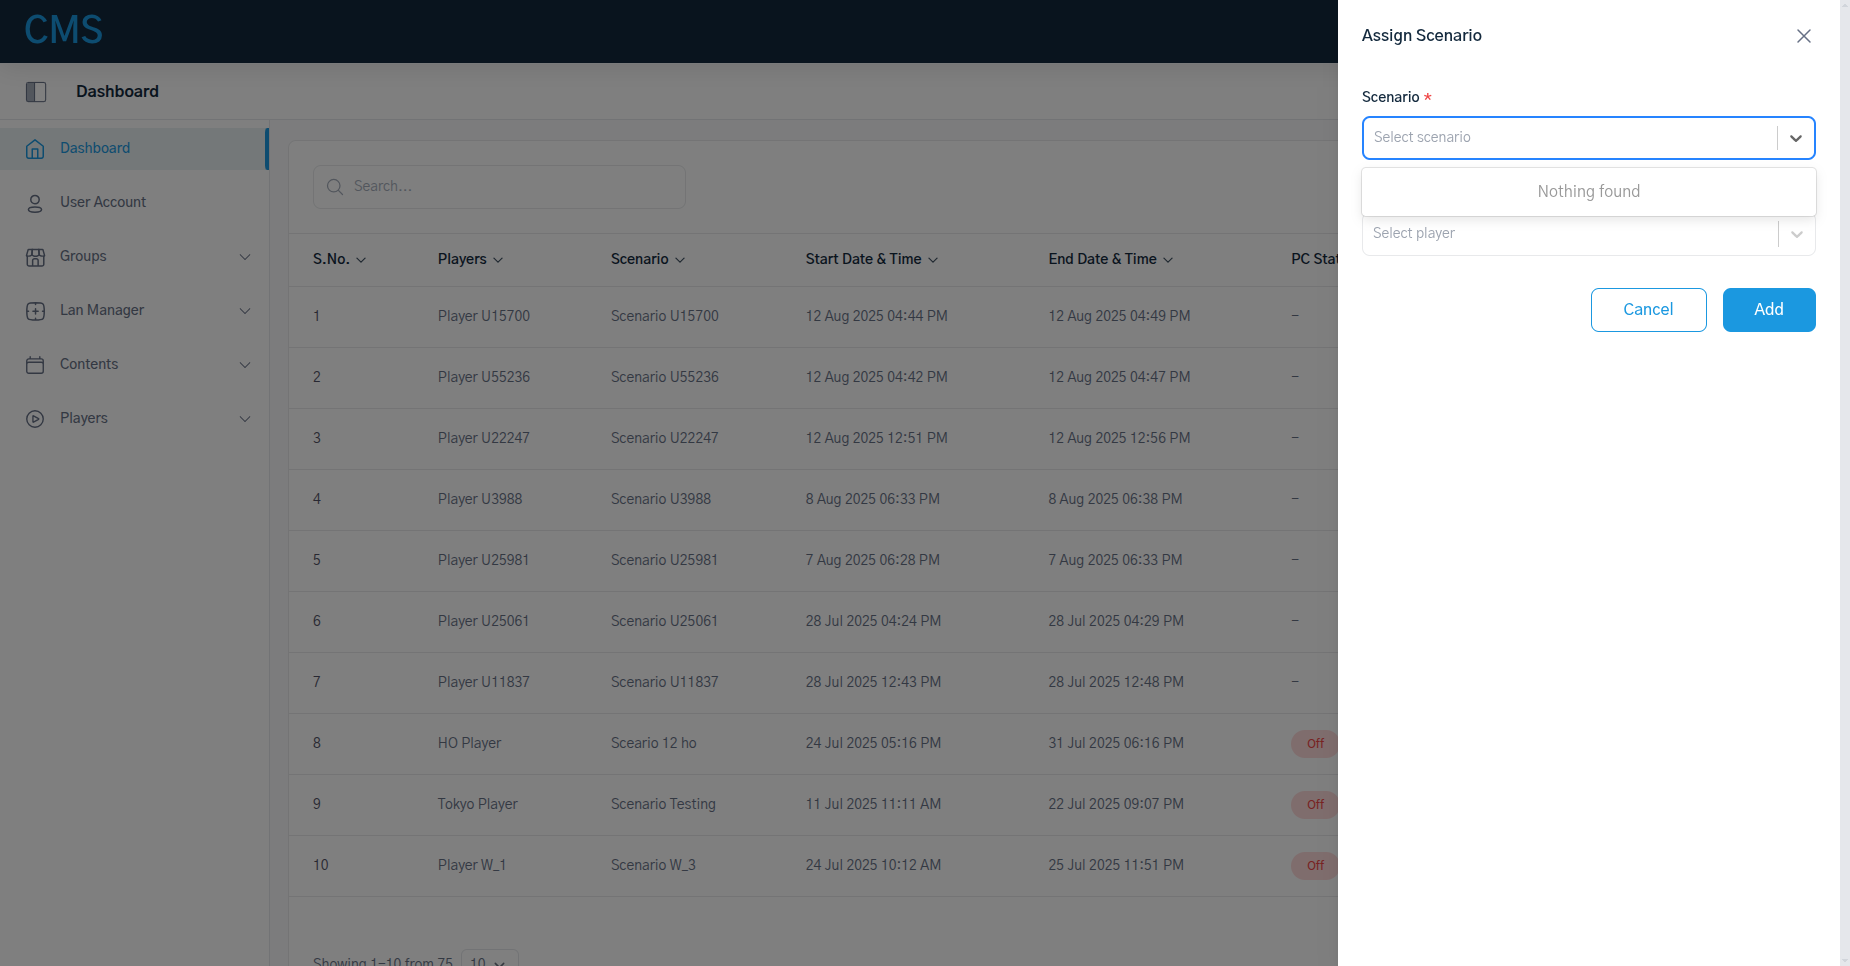 CMS
Dashboard
Dashboard
User Account
Groups
Lan Manager
Contents
Players
Search...
S.No. Players Scenario Start Date & Time End Date & Time PC Stat
1 Player U15700 Scenario U15700 12 Aug 2025 04:44 PM 12 Aug 2025 04:49 PM –
2 Player U55236 Scenario U55236 12 Aug 2025 04:42 PM 12 Aug 2025 04:47 PM –
3 Player U22247 Scenario U22247 12 Aug 2025 12:51 PM 12 Aug 2025 12:56 PM –
4 Player U3988 Scenario U3988 8 Aug 2025 06:33 PM 8 Aug 2025 06:38 PM –
5 Player U25981 Scenario U25981 7 Aug 2025 06:28 PM 7 Aug 2025 06:33 PM –
6 Player U25061 Scenario U25061 28 Jul 2025 04:24 PM 28 Jul 2025 04:29 PM –
7 Player U11837 Scenario U11837 28 Jul 2025 12:43 PM 28 Jul 2025 12:48 PM –
8 HO Player Sceario 12 ho 24 Jul 2025 05:16 PM 31 Jul 2025 06:16 PM Off
9 Tokyo Player Scenario Testing 11 Jul 2025 11:11 AM 22 Jul 2025 09:07 PM Off
10 Player W_1 Scenario W_3 24 Jul 2025 10:12 AM 25 Jul 2025 11:51 PM Off
Showing 1-10 from 75 10
Assign Scenario
Scenario *
Select scenario
Nothing found
Select player
Cancel Add